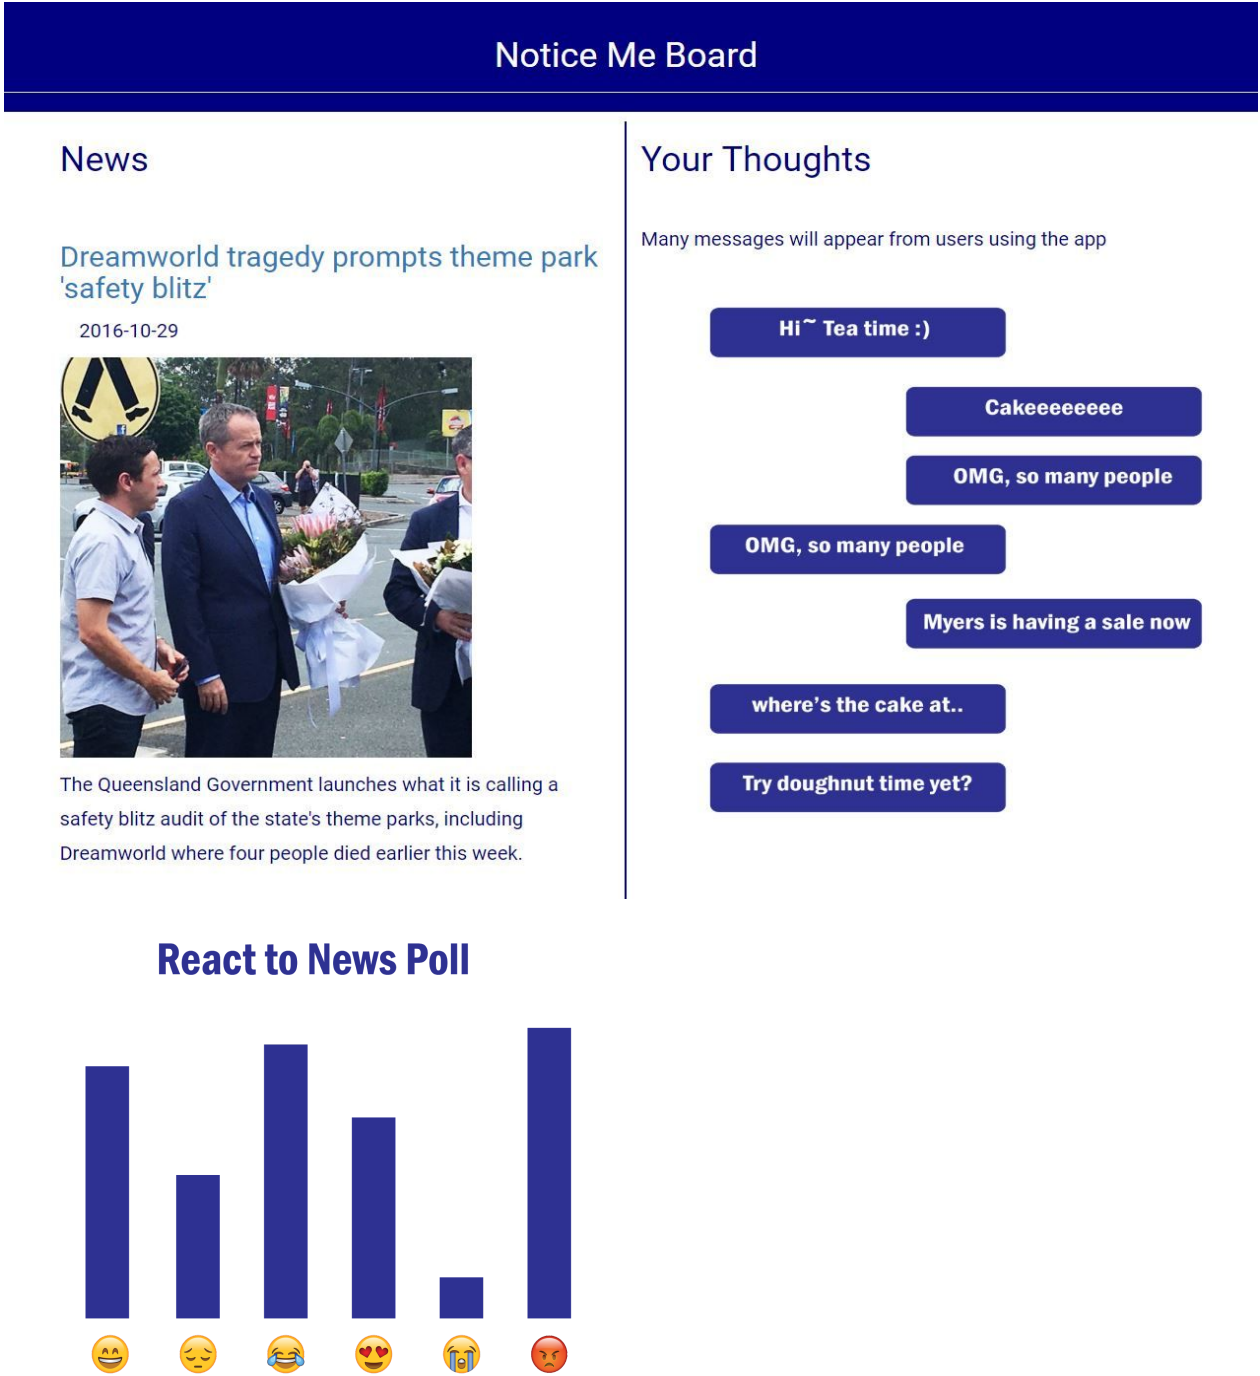 Notice Me Board
News
Dreamworld tragedy prompts theme park
'safety blitz'
2016-10-29
The Queensland Government launches what it is calling a
safety blitz audit of the state's theme parks, including
Dreamworld where four people died earlier this week.
Your Thoughts
Many messages will appear from users using the app
Hi~ Tea time :)
Cakeeeeeeee
OMG, so many people
OMG, so many people
Myers is having a sale now
where's the cake at..
Try doughnut time yet?
React to News Poll